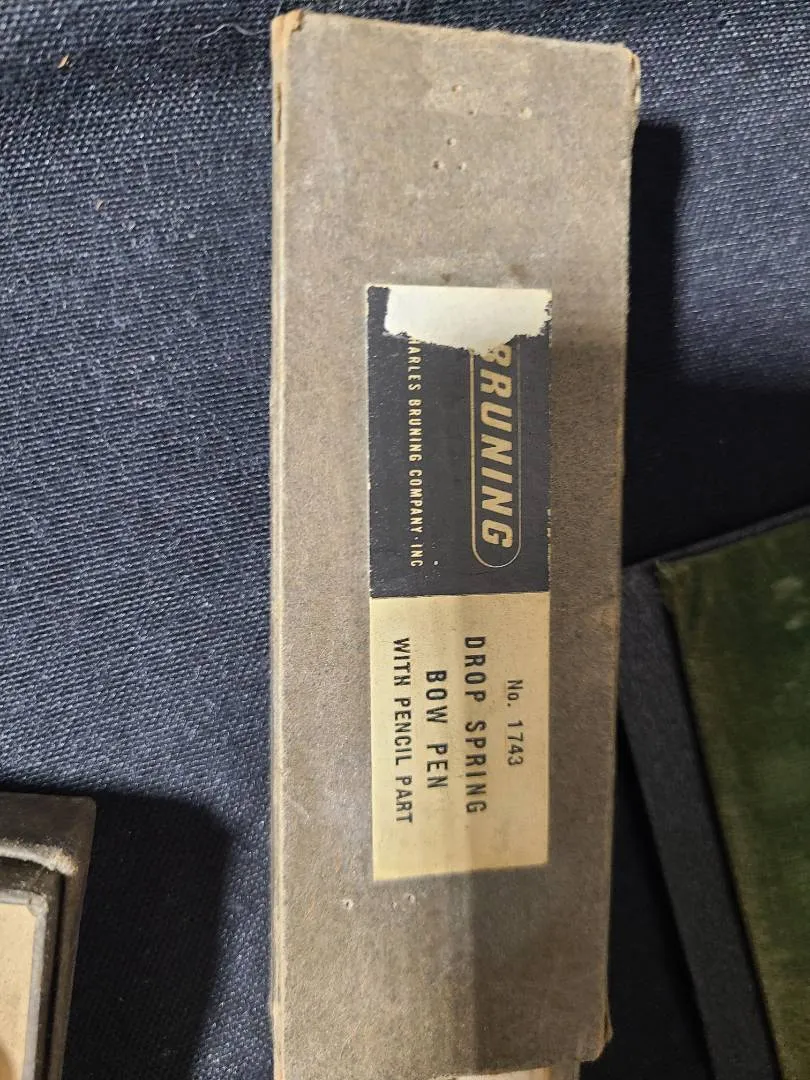 BRUNING
HARLES BRUNING COMPANY · INC
No. 1743
DROP SPRING
BOW PEN
WITH PENCIL PART